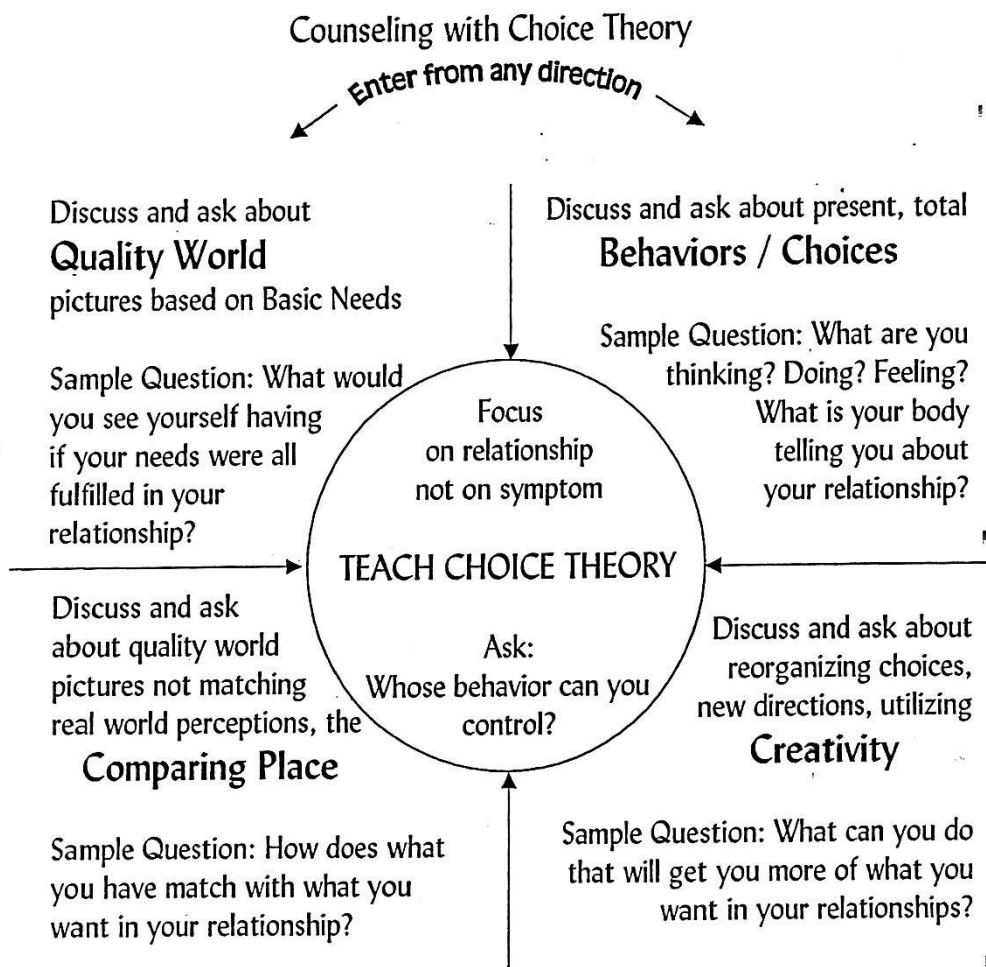 Counseling with Choice Theory
Enter from any direction
Discuss and ask about
Quality World
pictures based on Basic Needs
Sample Question: What would
you see yourself having
if your needs were all
fulfilled in your
relationship?
Discuss and ask about present, total
Behaviors / Choices
Sample Question: What are you
thinking? Doing? Feeling?
What is your body
telling you about
your relationship?
Focus
on relationship
not on symptom
TEACH CHOICE THEORY
Ask:
Whose behavior can you
control?
Discuss and ask
about quality world
pictures not matching
real world perceptions, the
Comparing Place
Sample Question: How does what
you have match with what you
want in your relationship?
Discuss and ask about
reorganizing choices,
new directions, utilizing
Creativity
Sample Question: What can you do
that will get you more of what you
want in your relationships?